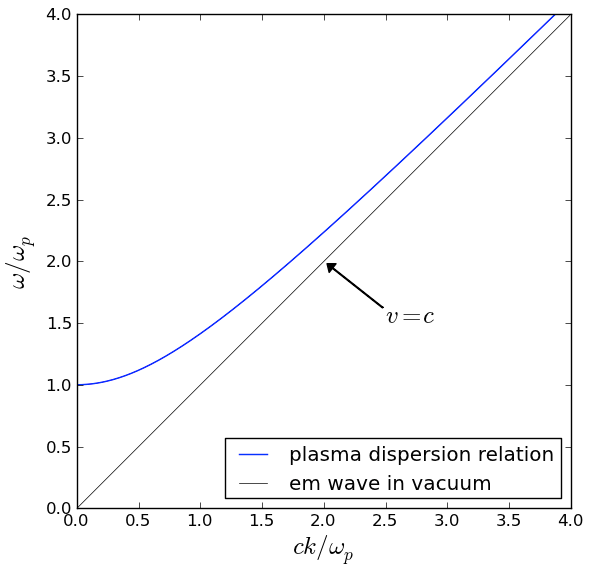 4.0
3.5
3.0
2.5
2.0
1.5
1.0
0.5
0.0
ω/ωₚ
v = c
plasma dispersion relation
em wave in vacuum
0.0 0.5 1.0 1.5 2.0 2.5 3.0 3.5 4.0
ck/ωₚ